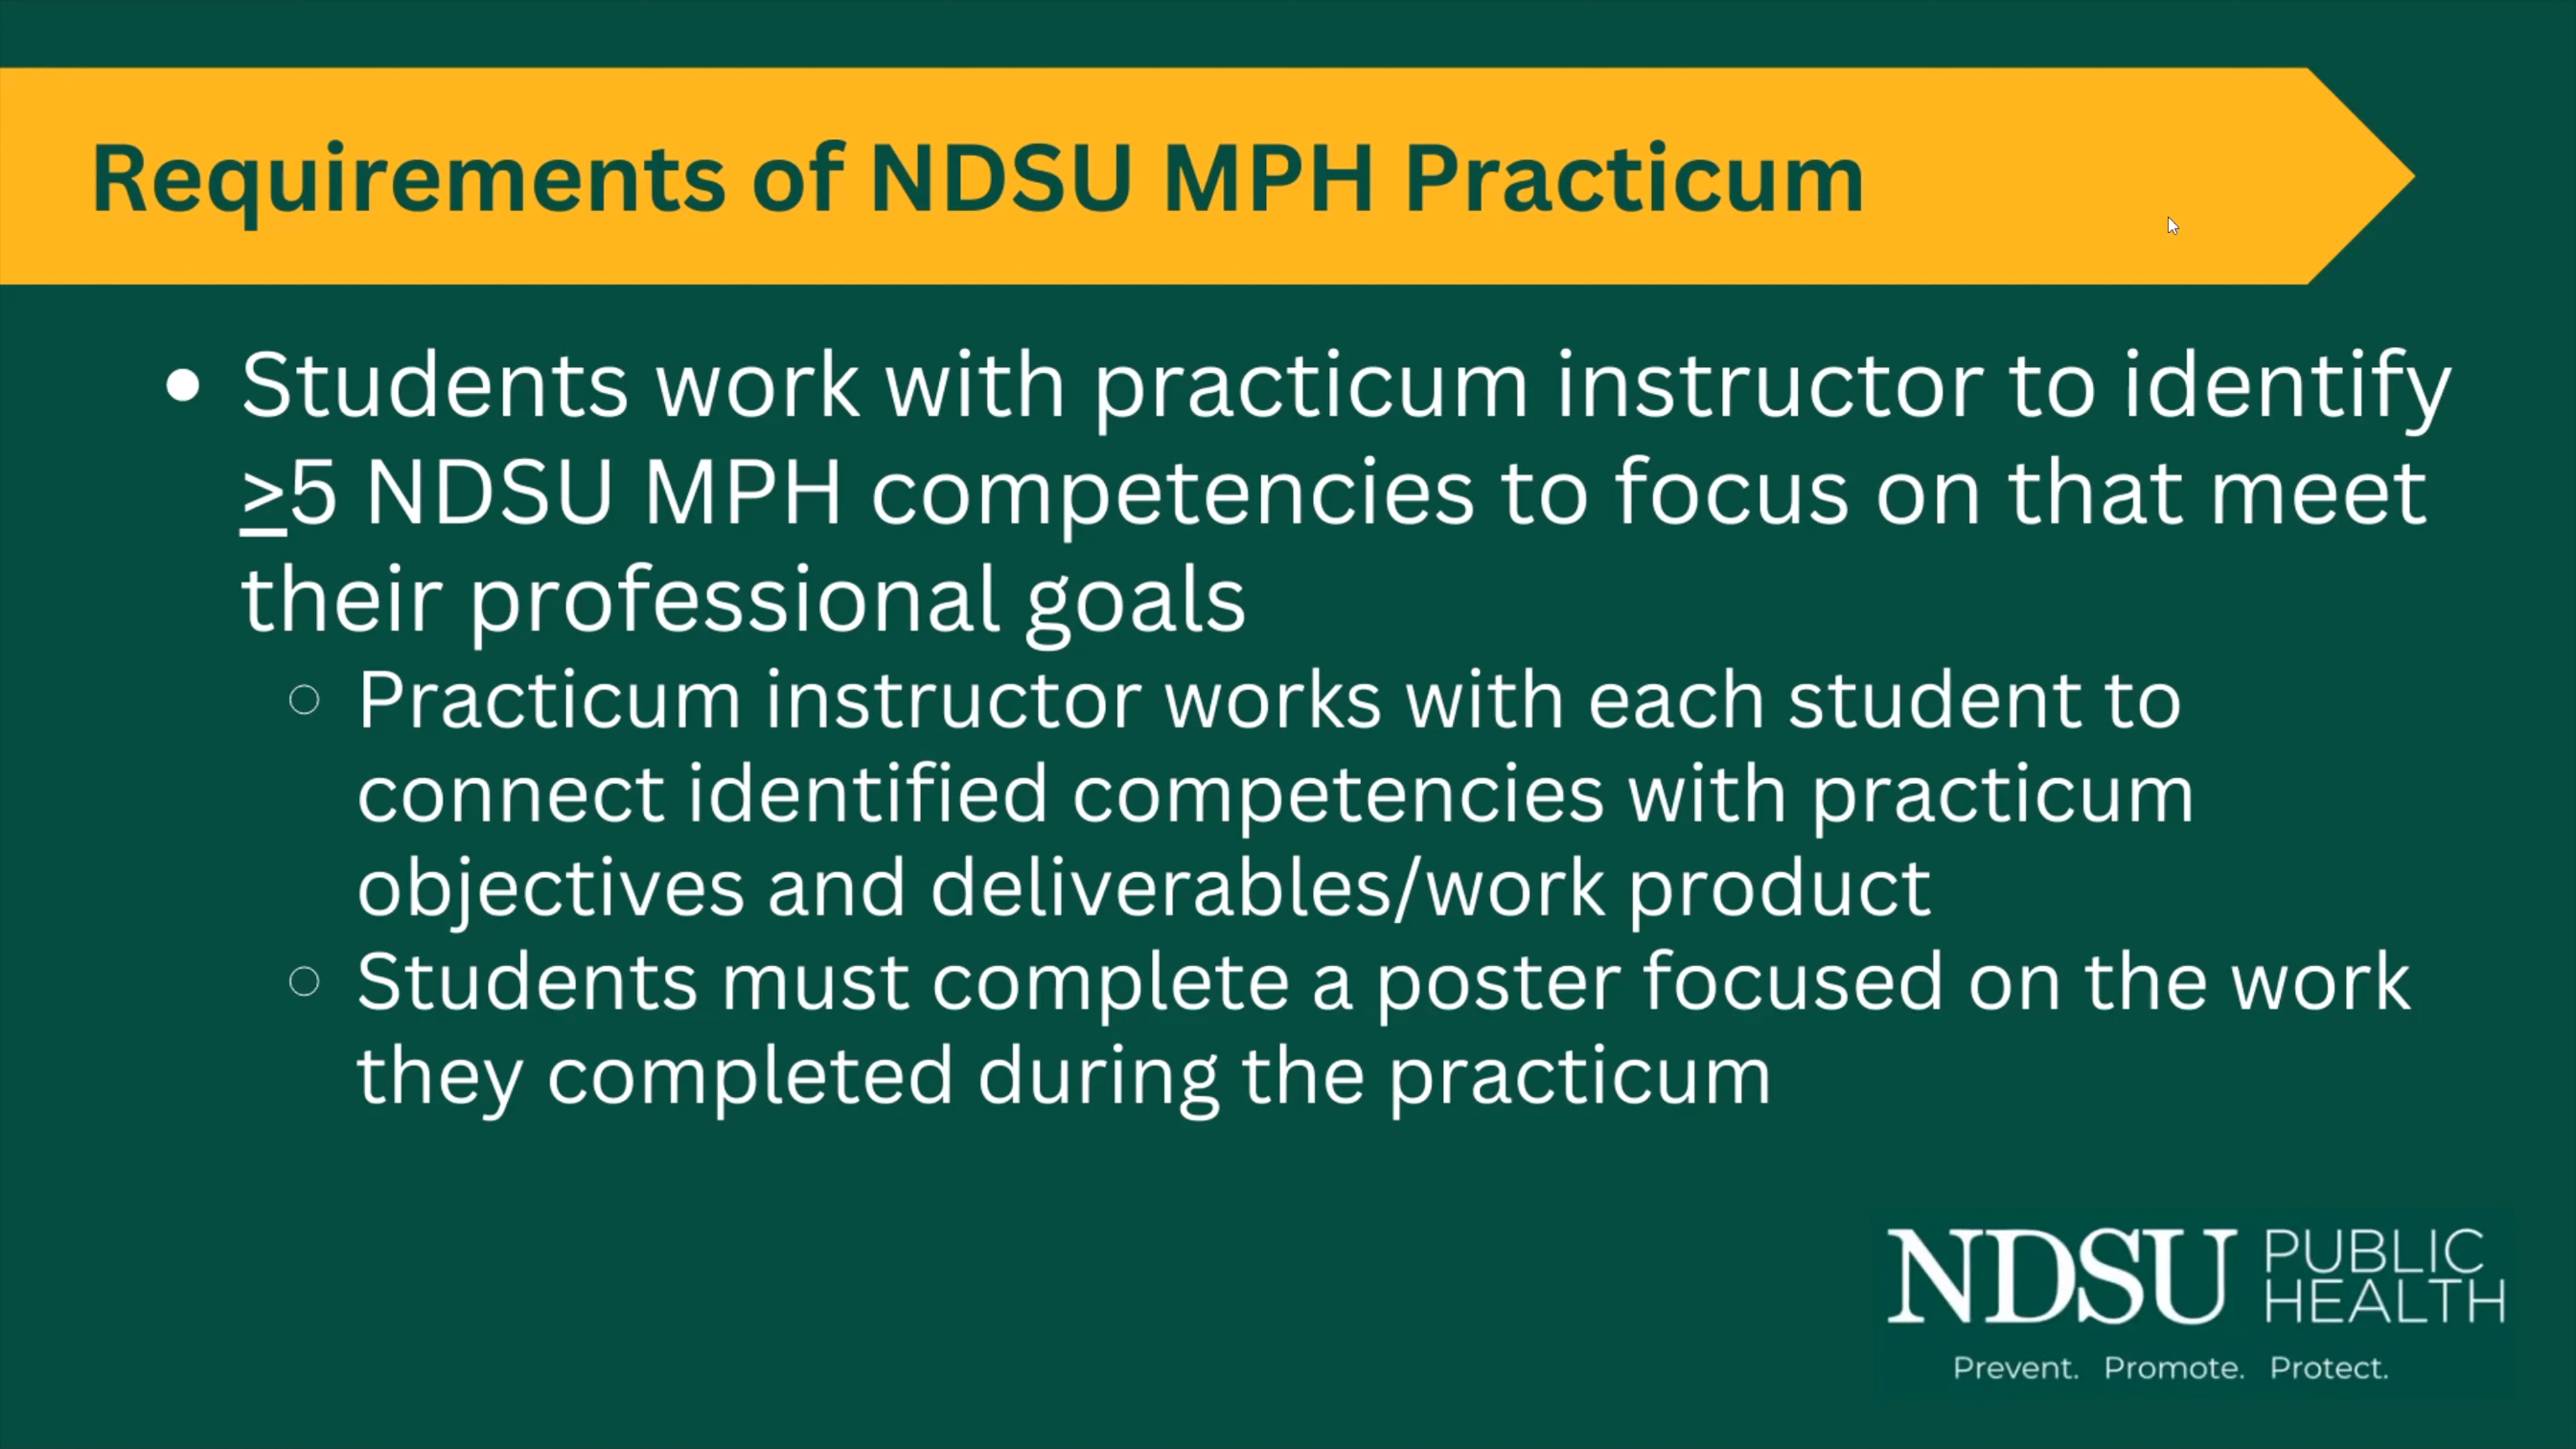 Requirements of NDSU MPH Practicum
• Students work with practicum instructor to identify
≥5 NDSU MPH competencies to focus on that meet
their professional goals
○ Practicum instructor works with each student to
connect identified competencies with practicum
objectives and deliverables/work product
○ Students must complete a poster focused on the work
they completed during the practicum
NDSU PUBLIC
HEALTH
Prevent. Promote. Protect.